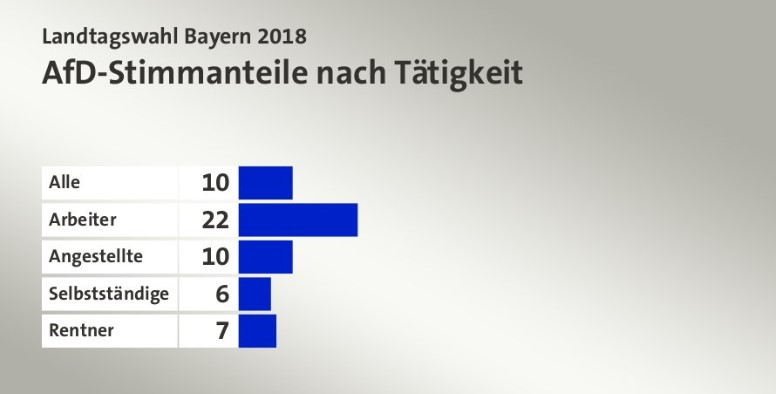 Landtagswahl Bayern 2018
AfD-Stimmanteile nach Tätigkeit
Alle 10
Arbeiter 22
Angestellte 10
Selbstständige 6
Rentner 7